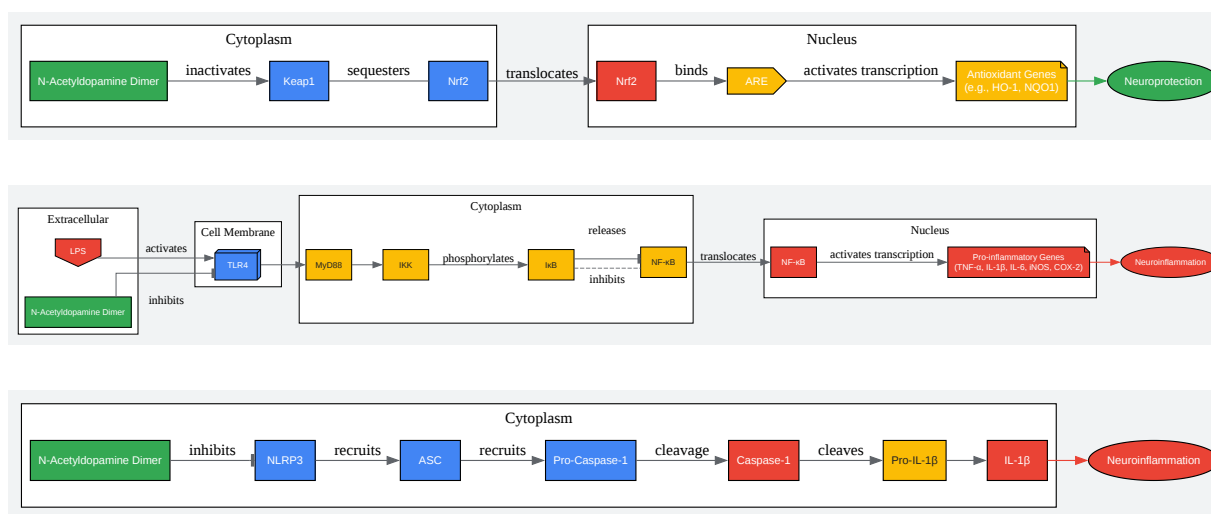 Cytoplasm
Nucleus
N-Acetyldopamine Dimer
inactivates
Keap1
sequesters
Nrf2
translocates
Nrf2
binds
ARE
activates transcription
Antioxidant Genes
(e.g., HO-1, NQO1)
Neuroprotection
Extracellular
LPS
activates
N-Acetyldopamine Dimer
inhibits
Cell Membrane
TLR4
Cytoplasm
MyD88
IKK
phosphorylates
IκB
releases
inhibits
NF-κB
translocates
Nucleus
NF-κB
activates transcription
Pro-inflammatory Genes
(TNF-α, IL-1β, IL-6, iNOS, COX-2)
Neuroinflammation
Cytoplasm
N-Acetyldopamine Dimer
inhibits
NLRP3
recruits
ASC
recruits
Pro-Caspase-1
cleavage
Caspase-1
cleaves
Pro-IL-1β
IL-1β
Neuroinflammation